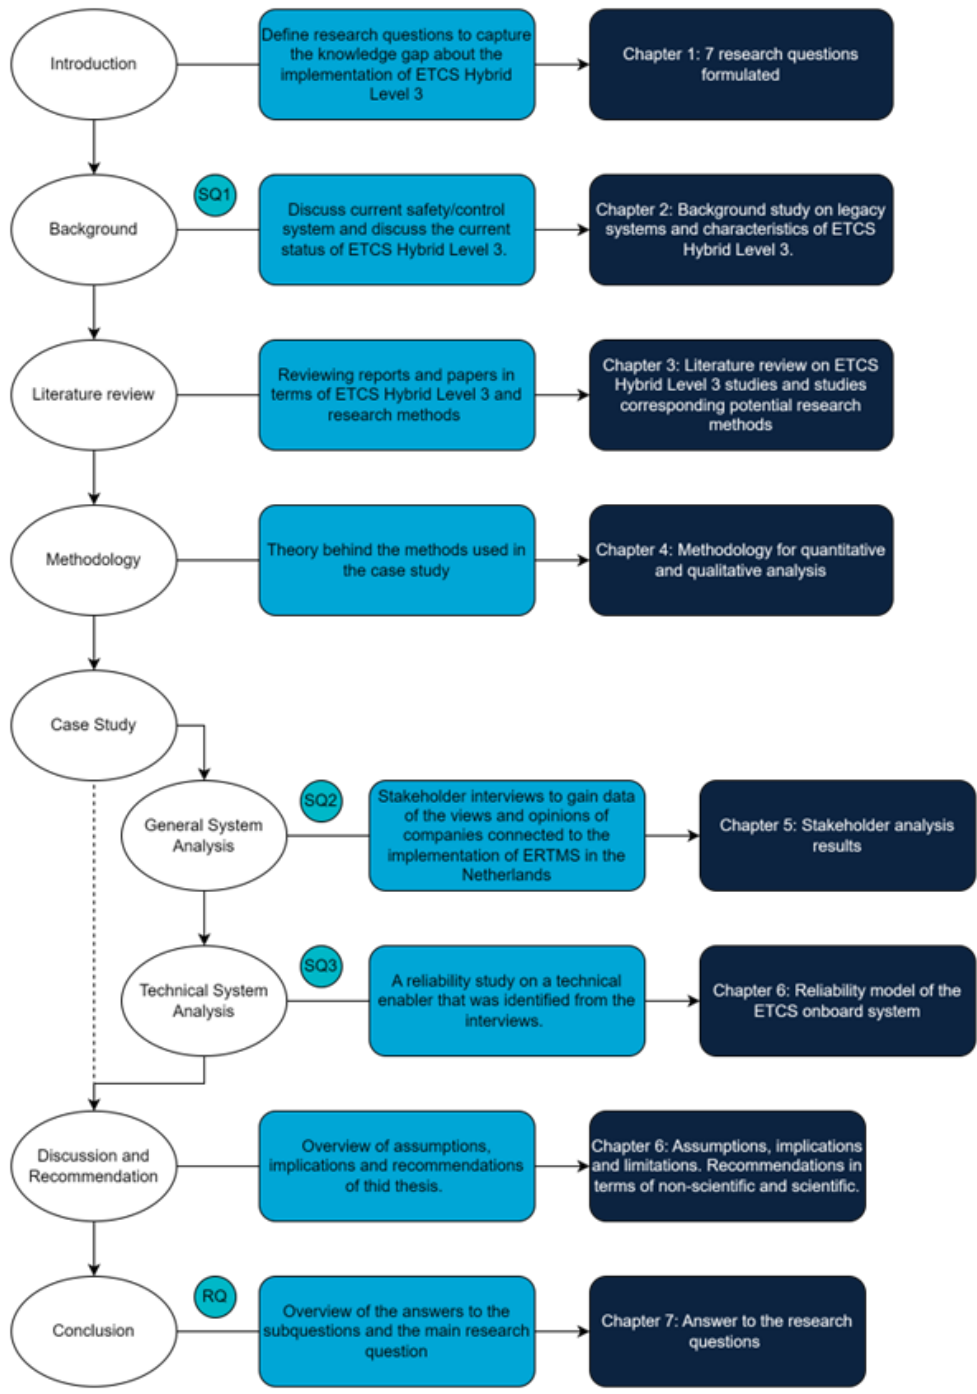 Introduction
Define research questions to capture
the knowledge gap about the
implementation of ETCS Hybrid
Level 3
Chapter 1: 7 research questions
formulated
Background
SQ1
Discuss current safety/control
system and discuss the current
status of ETCS Hybrid Level 3.
Chapter 2: Background study on legacy
systems and characteristics of ETCS
Hybrid Level 3.
Literature review
Reviewing reports and papers in
terms of ETCS Hybrid Level 3 and
research methods
Chapter 3: Literature review on ETCS
Hybrid Level 3 studies and studies
corresponding potential research
methods
Methodology
Theory behind the methods used in
the case study
Chapter 4: Methodology for quantitative
and qualitative analysis
Case Study
General System
Analysis
SQ2
Stakeholder interviews to gain data
of the views and opinions of
companies connected to the
implementation of ERTMS in the
Netherlands
Chapter 5: Stakeholder analysis
results
Technical System
Analysis
SQ3
A reliability study on a technical
enabler that was identified from the
interviews.
Chapter 6: Reliability model of the
ETCS onboard system
Discussion and
Recommendation
Overview of assumptions,
implications and recommendations
of thid thesis.
Chapter 6: Assumptions, implications
and limitations. Recommendations in
terms of non-scientific and scientific.
Conclusion
RQ
Overview of the answers to the
subquestions and the main research
question
Chapter 7: Answer to the research
questions